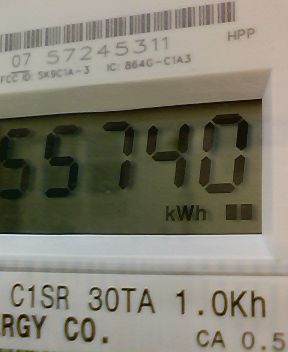 07 57245311
HPP
FCC ID: SK9C1A-3 IC: 864G-C1A3
55740
kWh
C1SR 30TA 1.0Kh
RGY CO.
CA 0.5